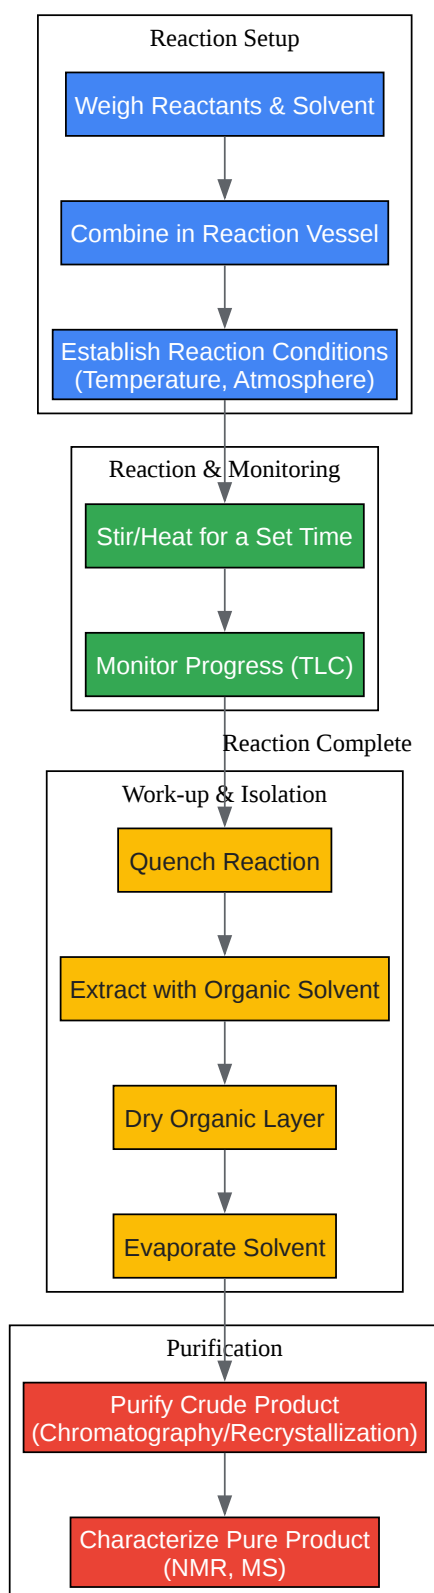 Reaction Setup
Weigh Reactants & Solvent
Combine in Reaction Vessel
Establish Reaction Conditions
(Temperature, Atmosphere)
Reaction & Monitoring
Stir/Heat for a Set Time
Monitor Progress (TLC)
Reaction Complete
Work-up & Isolation
Quench Reaction
Extract with Organic Solvent
Dry Organic Layer
Evaporate Solvent
Purification
Purify Crude Product
(Chromatography/Recrystallization)
Characterize Pure Product
(NMR, MS)